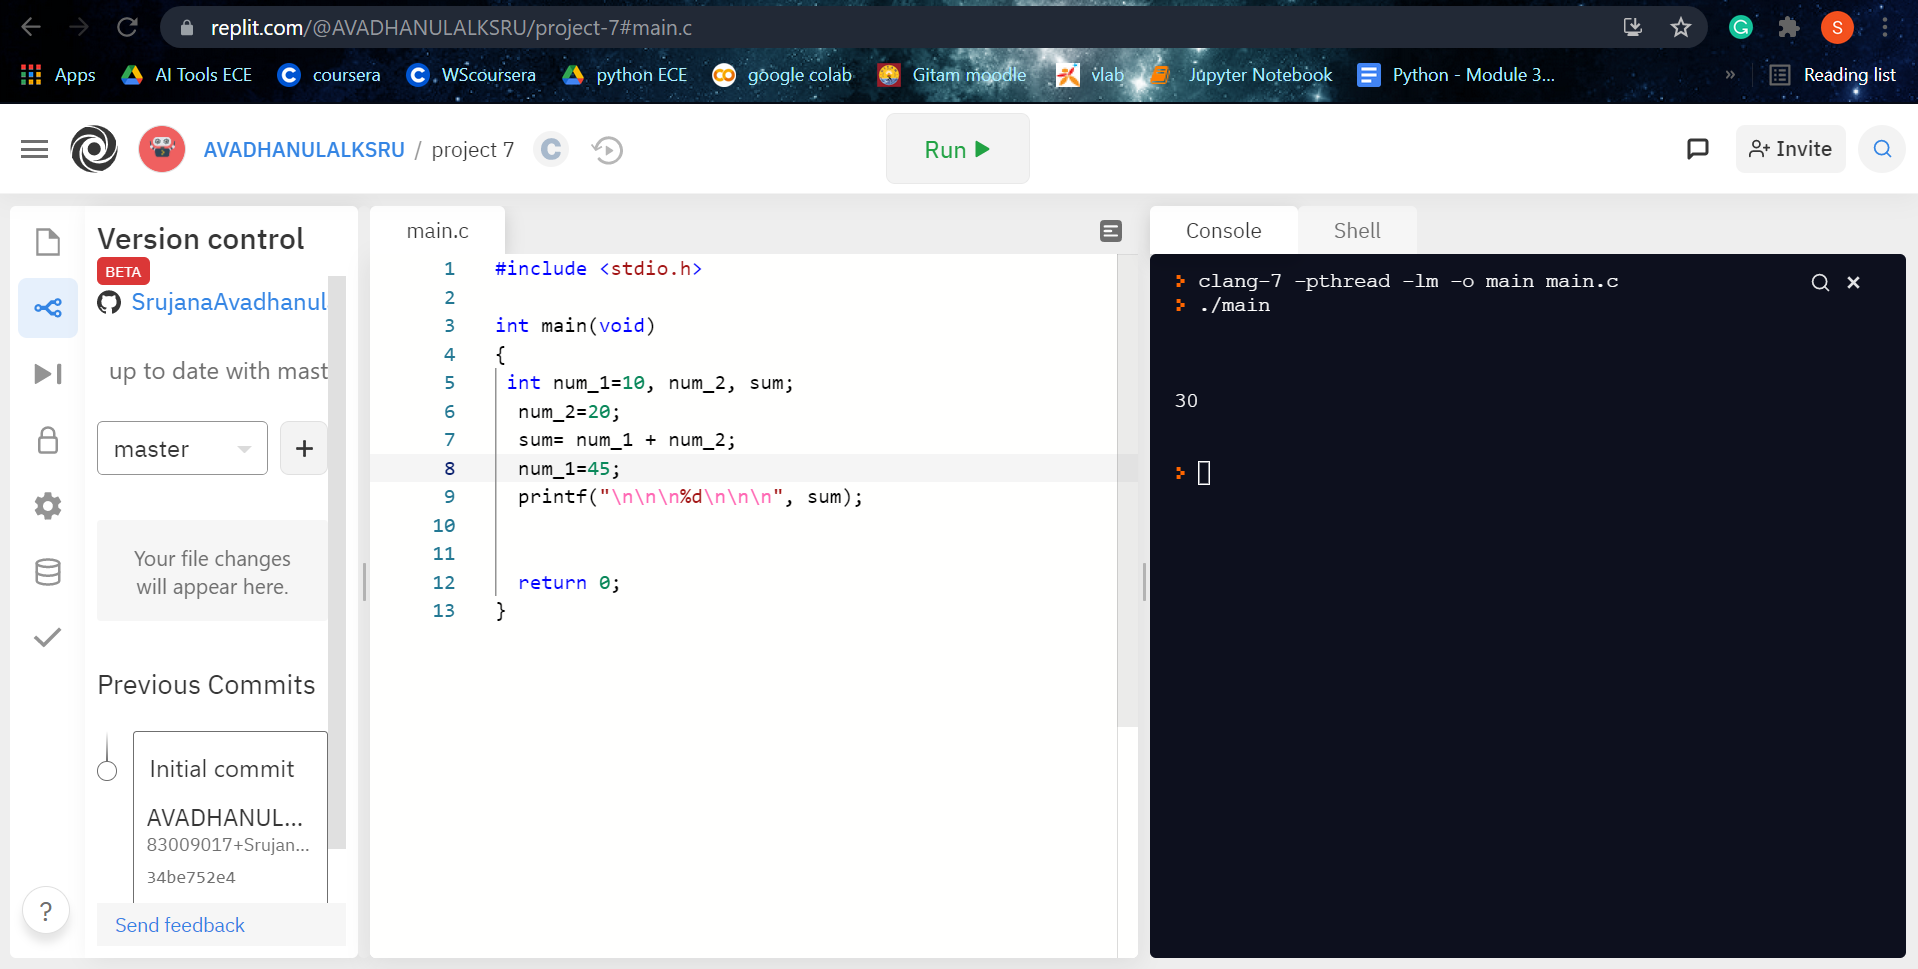 replit.com/@AVADHANULALKSRU/project-7#main.c
S
Apps AI Tools ECE coursera WScoursera python ECE google colab Gitam moodle vlab Jupyter Notebook Python - Module 3... » Reading list
AVADHANULALKSRU / project 7 C
Run
Invite
Version control
BETA
SrujanaAvadhanul
up to date with mast
master
+
Your file changes
will appear here.
Previous Commits
Initial commit
AVADHANUL...
83009017+Srujan...
34be752e4
Send feedback
?
main.c
1 #include <stdio.h>
2
3 int main(void)
4 {
5 int num_1=10, num_2, sum;
6 num_2=20;
7 sum= num_1 + num_2;
8 num_1=45;
9 printf("\n\n\n%d\n\n\n", sum);
10
11
12 return 0;
13 }
Console Shell
clang-7 -pthread -lm -o main main.c
./main
30